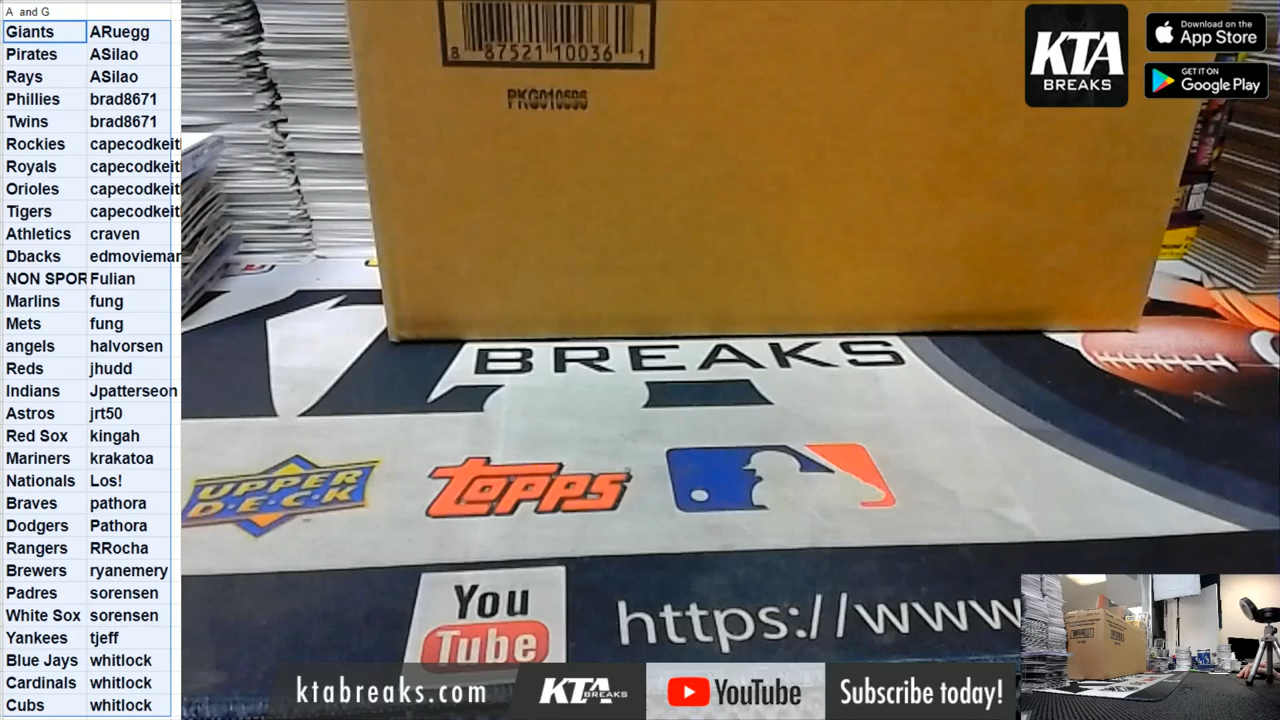 A and G
Giants ARuegg
Pirates ASilao
Rays ASilao
Phillies brad8671
Twins brad8671
Rockies capecodkeit
Royals capecodkeit
Orioles capecodkeit
Tigers capecodkeit
Athletics craven
Dbacks edmoviemar
NON SPOR Fulian
Marlins fung
Mets fung
angels halvorsen
Reds jhudd
Indians Jpatterseon
Astros jrt50
Red Sox kingah
Mariners krakatoa
Nationals Los!
Braves pathora
Dodgers Pathora
Rangers RRocha
Brewers ryanemery
Padres sorensen
White Sox sorensen
Yankees tjeff
Blue Jays whitlock
Cardinals whitlock
Cubs whitlock
8 87521 10036 1
PKG010596
KTA
BREAKS
Download on the
App Store
GET IT ON
Google Play
BREAKS
UPPER
D·E·C·K
topps
You
Tube
https://www
ktabreaks.com
KTA BREAKS
YouTube
Subscribe today!